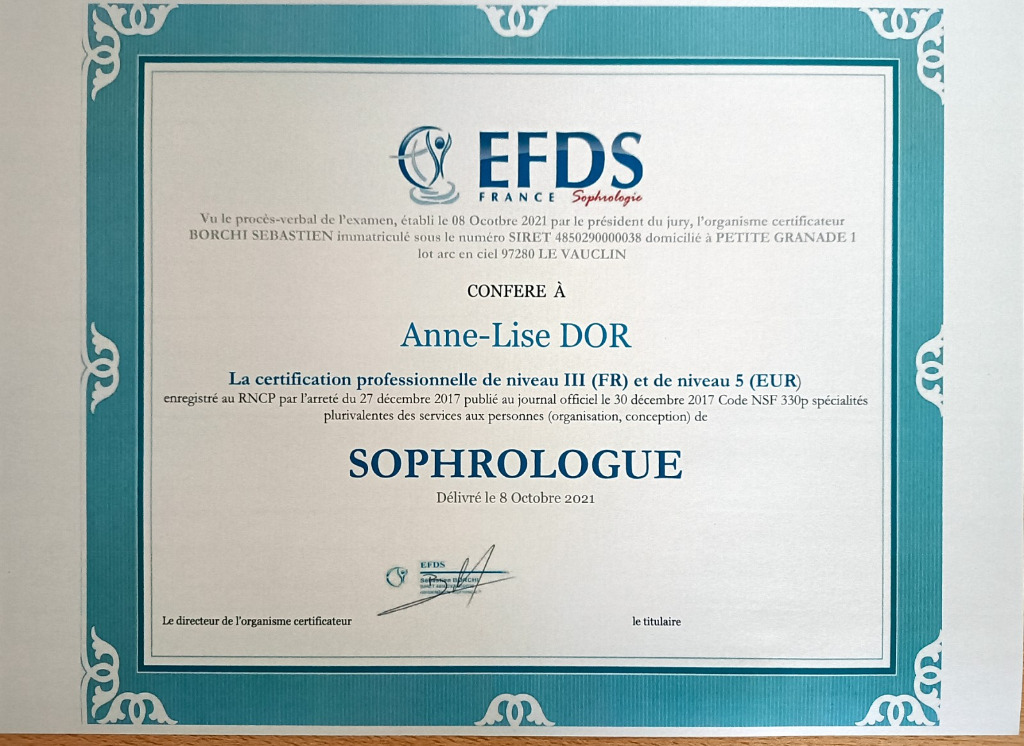 EFDS
FRANCE Sophrologie
Vu le procès-verbal de l'examen, établi le 08 Ocotbre 2021 par le président du jury, l'organisme certificateur
BORCHI SEBASTIEN immatriculé sous le numéro SIRET 4850290000038 domicilié à PETITE GRANADE 1
lot arc en ciel 97280 LE VAUCLIN
CONFERE À
Anne-Lise DOR
La certification professionnelle de niveau III (FR) et de niveau 5 (EUR)
enregistré au RNCP par l'arreté du 27 décembre 2017 publié au journal officiel le 30 décembre 2017 Code NSF 330p spécialités
plurivalentes des services aux personnes (organisation, conception) de
SOPHROLOGUE
Délivré le 8 Octobre 2021
EFDS
Sébastien BORCHI
Le directeur de l'organisme certificateur
le titulaire